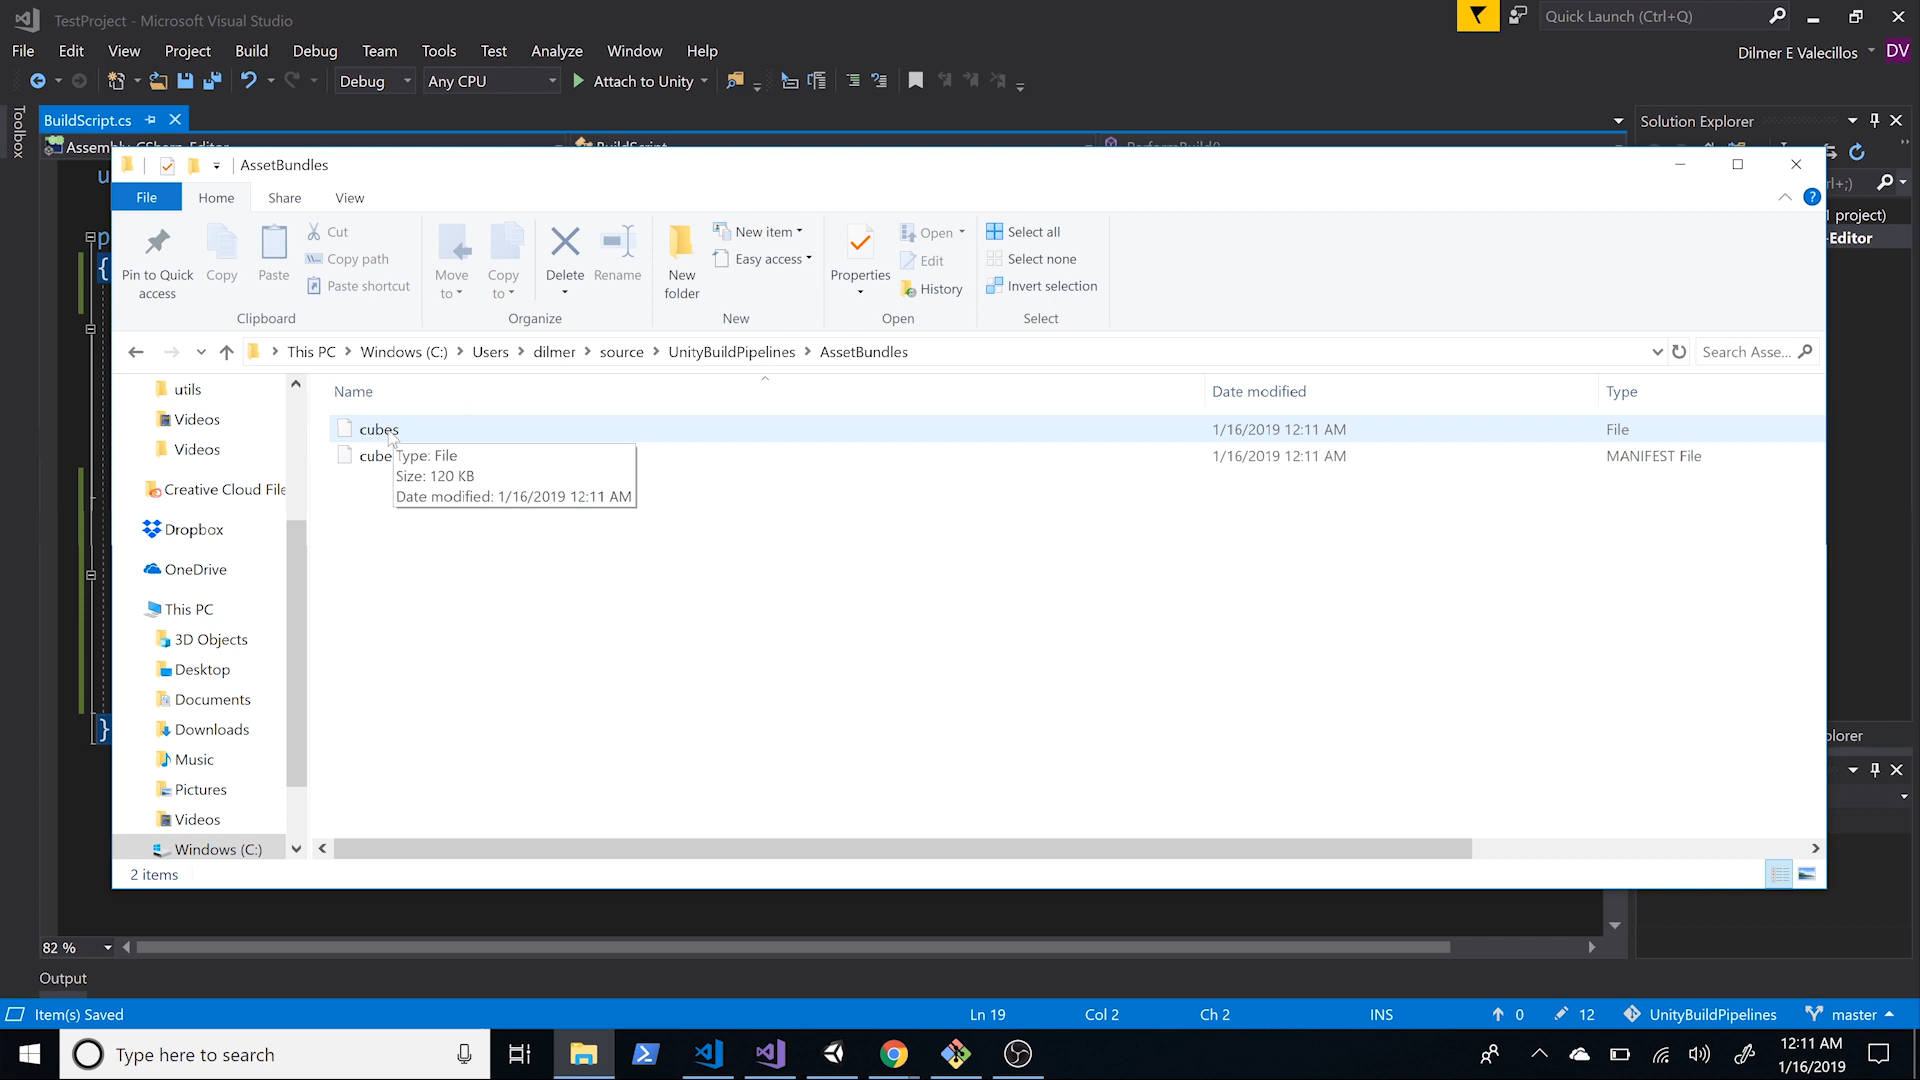 TestProject - Microsoft Visual Studio
Quick Launch (Ctrl+Q)
File Edit View Project Build Debug Team Tools Test Analyze Window Help
Dilmer E Valecillos DV
Debug Any CPU Attach to Unity
Toolbox
BuildScript.cs
Solution Explorer
AssetBundles
File Home Share View
Pin to Quick access
Copy
Paste
Cut
Copy path
Paste shortcut
Clipboard
Move to
Copy to
Delete
Rename
Organize
New folder
New item
Easy access
New
Properties
Open
Edit
History
Open
Select all
Select none
Invert selection
Select
1 project)
-Editor
This PC > Windows (C:) > Users > dilmer > source > UnityBuildPipelines > AssetBundles
Search Asse...
utils
Videos
Videos
Creative Cloud File
Dropbox
OneDrive
This PC
3D Objects
Desktop
Documents
Downloads
Music
Pictures
Videos
Windows (C:)
Name Date modified Type
cubes 1/16/2019 12:11 AM File
cube 1/16/2019 12:11 AM MANIFEST File
Type: File
Size: 120 KB
Date modified: 1/16/2019 12:11 AM
2 items
plorer
82 %
Output
Item(s) Saved Ln 19 Col 2 Ch 2 INS 0 12 UnityBuildPipelines master
Type here to search
12:11 AM
1/16/2019